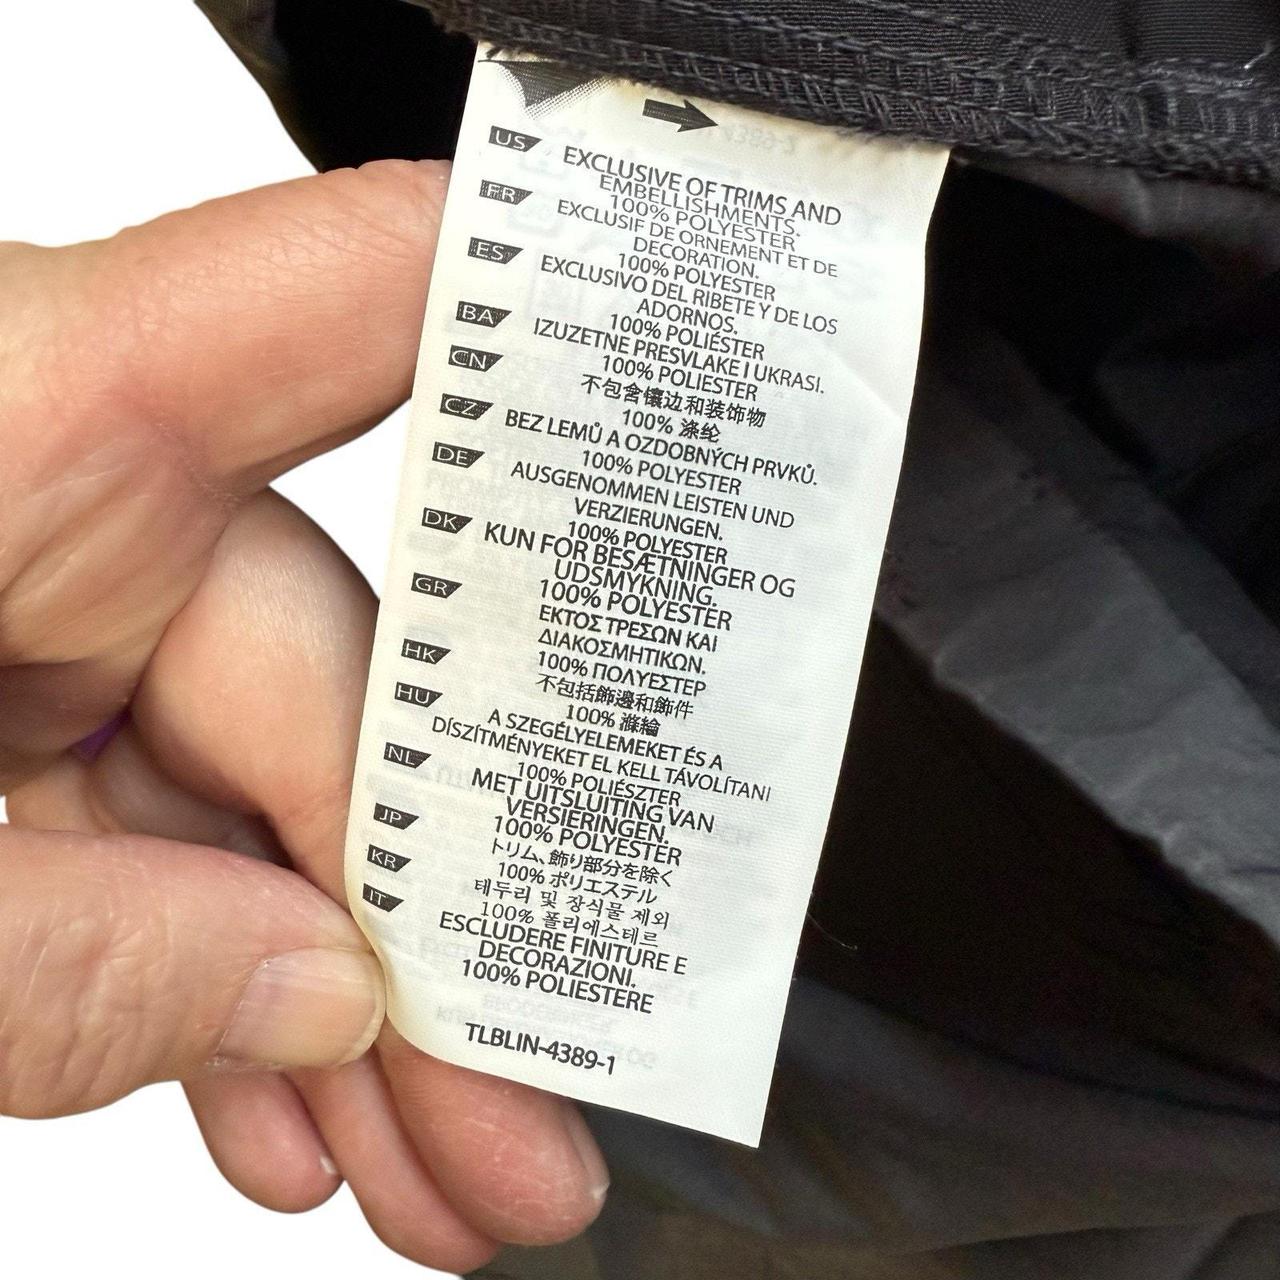 US EXCLUSIVE OF TRIMS AND
EMBELLISHMENTS.
100% POLYESTER
FR EXCLUSIF DE ORNEMENT ET DE
DECORATION.
100% POLYESTER
ES EXCLUSIVO DEL RIBETE Y DE LOS
ADORNOS.
100% POLIÉSTER
BA IZUZETNE PRESVLAKE I UKRASI.
100% POLIESTER
CN 不包含镶边和装饰物
100% 涤纶
CZ BEZ LEMŮ A OZDOBNÝCH PRVKŮ.
100% POLYESTER
DE AUSGENOMMEN LEISTEN UND
VERZIERUNGEN.
100% POLYESTER
DK KUN FOR BESÆTNINGER OG
UDSMYKNING.
100% POLYESTER
GR ΕΚΤΟΣ ΤΡΕΣΩΝ ΚΑΙ
ΔΙΑΚΟΣΜΗΤΙΚΩΝ.
100% ΠΟΛΥΕΣΤΕΡ
HK 不包括飾邊和飾件
100% 滌綸
HU A SZEGÉLYELEMEKET ÉS A
DÍSZÍTMÉNYEKET EL KELL TÁVOLÍTANI
100% POLIÉSZTER
NL MET UITSLUITING VAN
VERSIERINGEN.
100% POLYESTER
JP トリム、飾り部分を除く
100% ポリエステル
KR 테두리 및 장식물 제외
100% 폴리에스테르
IT ESCLUDERE FINITURE E
DECORAZIONI.
100% POLIESTERE
TLBLIN-4389-1